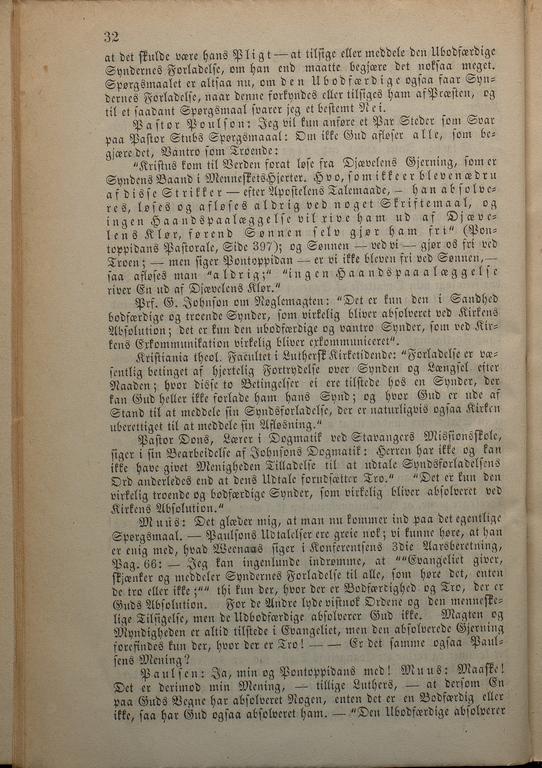 32
at det skulde være hans Pligt — at tilsige eller meddele den Ubodfærdige
Syndernes Forladelse, om han end maatte begjære det noksaa meget.
Spørgsmaalet er altsaa nu, om den Ubodfærdige ogsaa faar Syn-
dernes Forladelse, naar denne forkyndes eller tilsiges ham af Præsten, og
til et saadant Spørgsmaal svarer jeg et bestemt Nei.
Pastor Poulson: Jeg vil kun anføre et Par Steder som Svar
paa Pastor Stubs Spørgsmaaal: Om ikke Gud afløser alle, som be-
gjære det, Vantro som Troende:
"Kristus kom til Verden forat løse fra Djævelens Gjerning, som er
Syndens Baand i Menneskets Hjerter. Hvo, som ikke er bleven ædru
af disse Strikker — efter Apostelens Talemaade, — han absolve-
res, løses og afløses aldrig ved noget Skriftemaal, og
ingen Haandspaalæggelse vil rive ham ud af Djæve-
lens Klør, førend Sønnen selv gjør ham fri" (Pon-
toppidans Pastorale, Side 397); og Sønnen — ved vi — gjør os fri ved
Troen; — men siger Pontoppidan — er vi ikke bleven fri ved Sønnen,—
saa afløses man "aldrig;" "ingen Haandspaaalæggelse
river En ud af Djævelens Klør."
Prf. G. Johnson om Nøglemagten: "Det er kun den i Sandhed
bodfærdige og troende Synder, som virkelig bliver absolveret ved Kirkens
Absolution; det er kun den ubodfærdige og vantro Synder, som ved Kir-
kens Exkommunikation virkelig bliver exkommuniceret".
Kristiania theol. Facultet i Luthersk Kirketidende: "Forladelse er væ-
sentlig betinget af hjertelig Fortrydelse over Synden og Længsel efter
Naaden; hvor disse to Betingelser ei ere tilstede hos en Synder, der
kan Gud heller ikke forlade ham hans Synd; og hvor Gud er ude af
Stand til at meddele sin Syndsforladelse, der er naturligvis ogsaa Kirken
uberettiget til at meddele sin Afløsning."
Pastor Dons, Lærer i Dogmatik ved Stavangers Missionsskole,
siger i sin Bearbeidelse af Johnsons Dogmatik: Herren har ikke og kan
ikke have givet Menigheden Tilladelse til at udtale Syndsforladelsens
Ord anderledes end at dens Udtale forudsætter Tro." "Det er kun den
virkelig troende og bodfærdige Synder, som virkelig bliver absolveret ved
Kirkens Absolution."
Muus: Det glæder mig, at man nu kommer ind paa det egentlige
Spørgsmaal. — Paulsons Udtalelser ere greie nok; vi kunne høre, at han
er enig med, hvad Weenaas siger i Konferentsens 3die Aarsberetning,
Pag. 66: — Jeg kan ingenlunde indrømme, at ""Evangeliet giver,
skjænker og meddeler Syndernes Forladelse til alle, som høre det, enten
de tro eller ikke;"" thi kun der, hvor der er Bodfærdighed og Tro, der er
Guds Absolution. For de Andre lyde vistnok Ordene og den menneske-
lige Tilsigelse, men de Udbodfærdige absolverer Gud ikke. Magten og
Myndigheden er altid tilstede i Evangeliet, men den absolverede Gjerning
forefindes kun der, hvor der er Tro! — — Er det samme ogsaa Paul-
sens Mening?
Paulsen: Ja, min og Pontoppidans med! Muus: Maaske!
Det er derimod min Mening, — tillige Luthers, — at dersom En
paa Guds Vegne har absolveret Nogen, enten det er en Bodfærdig eller
ikke, saa har Gud ogsaa absolveret ham. — "Den Ubodfærdige absolverer